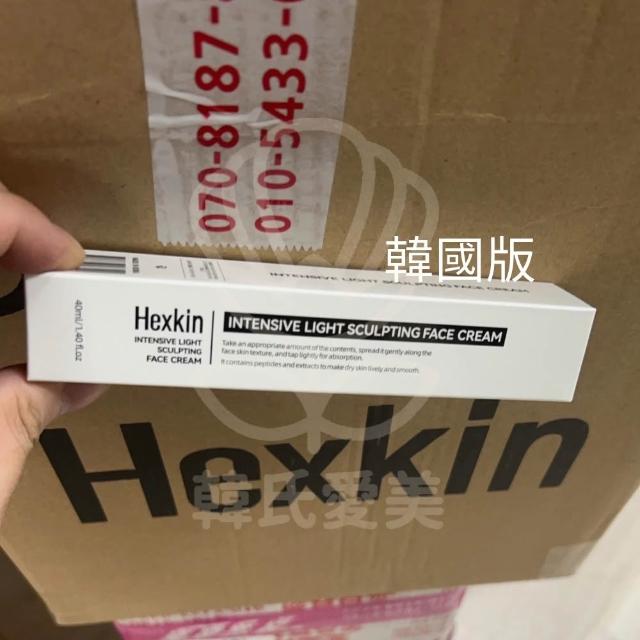 070-8187-
010-5433-
韓國版
INTENSIVE LIGHT SCULPTING FACE CREAM
40ml/1.40 fl.oz
Hexkin
INTENSIVE LIGHT
SCULPTING
FACE CREAM
INTENSIVE LIGHT SCULPTING FACE CREAM
Take an appropriate amount of the contents, spread it gently along the
face skin texture, and tap lightly for absorption.
It contains peptides and extracts to make dry skin lively and smooth.
Hexkin
韓氏愛美